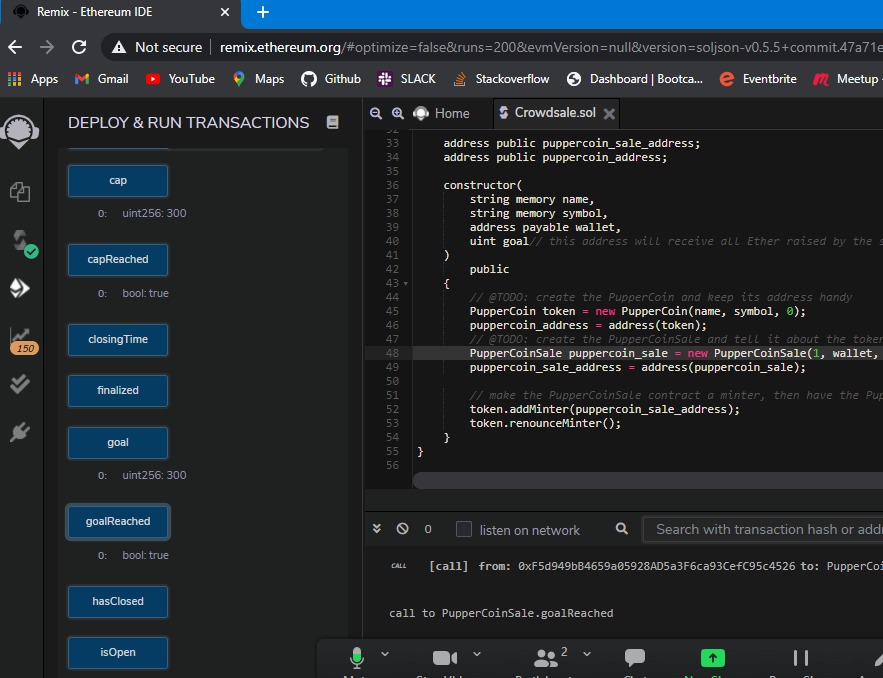 Remix - Ethereum IDE
Not secure remix.ethereum.org/#optimize=false&runs=200&evmVersion=null&version=soljson-v0.5.5+commit.47a71e
Apps Gmail YouTube Maps Github SLACK Stackoverflow Dashboard | Bootca... Eventbrite Meetup
DEPLOY & RUN TRANSACTIONS
cap
0: uint256: 300
capReached
0: bool: true
closingTime
finalized
goal
0: uint256: 300
goalReached
0: bool: true
hasClosed
isOpen
150
Home Crowdsale.sol
32
33 address public puppercoin_sale_address;
34 address public puppercoin_address;
35
36 constructor(
37 string memory name,
38 string memory symbol,
39 address payable wallet,
40 uint goal// this address will receive all Ether raised by the s
41 )
42 public
43 {
44 // @TODO: create the PupperCoin and keep its address handy
45 PupperCoin token = new PupperCoin(name, symbol, 0);
46 puppercoin_address = address(token);
47 // @TODO: create the PupperCoinSale and tell it about the token
48 PupperCoinSale puppercoin_sale = new PupperCoinSale(1, wallet,
49 puppercoin_sale_address = address(puppercoin_sale);
50
51 // make the PupperCoinSale contract a minter, then have the Pup
52 token.addMinter(puppercoin_sale_address);
53 token.renounceMinter();
54 }
55 }
56
0 listen on network Search with transaction hash or addr
CALL [call] from: 0xF5d949bB4659a05928AD5a3F6ca93CefC95c4526 to: PupperCoi
call to PupperCoinSale.goalReached
2